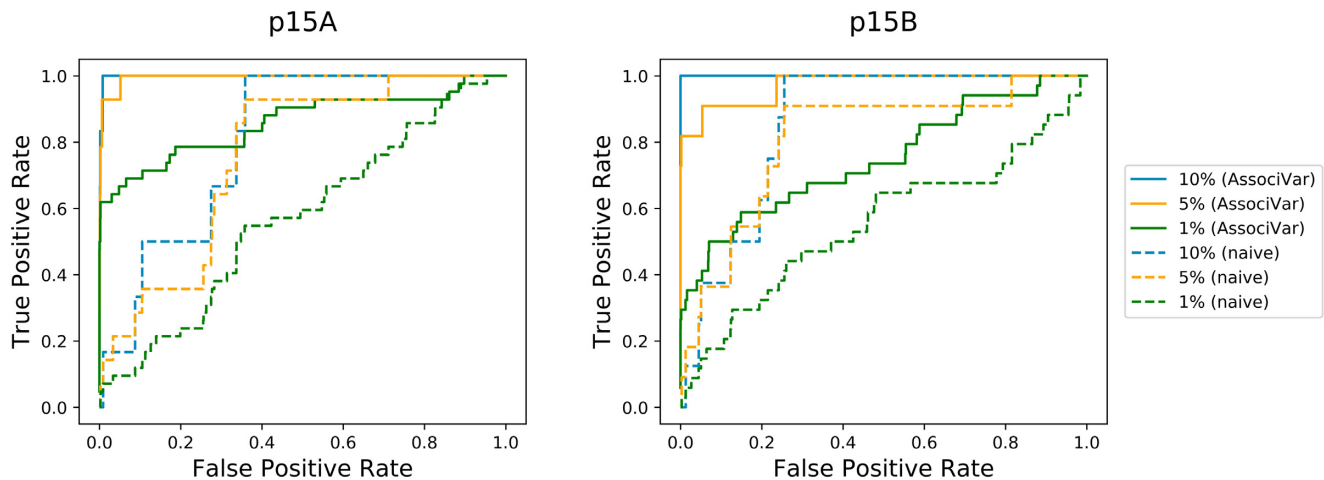 p15A
p15B
1.0
0.8
0.6
0.4
0.2
0.0
True Positive Rate
0.0 0.2 0.4 0.6 0.8 1.0
False Positive Rate
1.0
0.8
0.6
0.4
0.2
0.0
True Positive Rate
0.0 0.2 0.4 0.6 0.8 1.0
False Positive Rate
10% (AssociVar)
5% (AssociVar)
1% (AssociVar)
10% (naive)
5% (naive)
1% (naive)